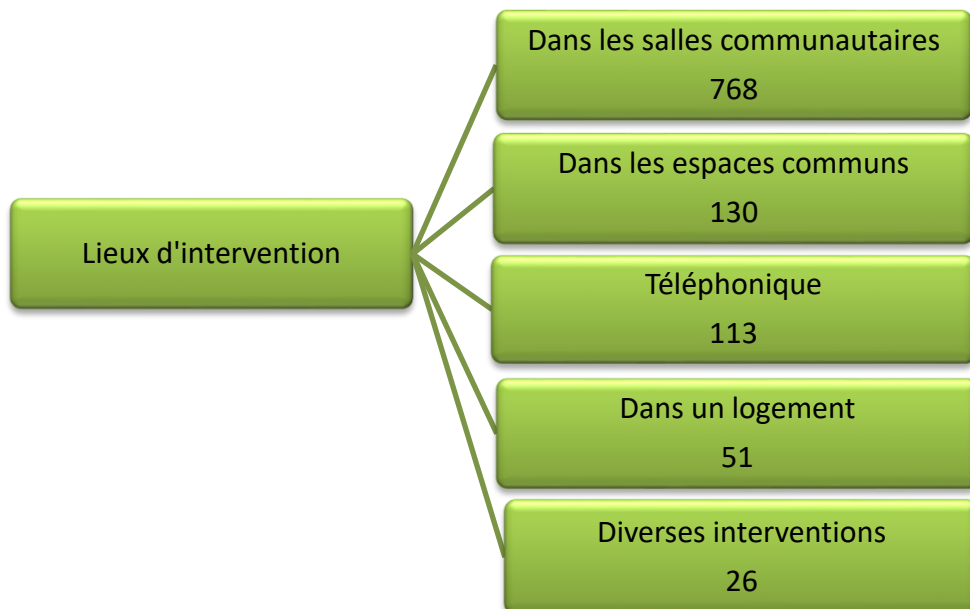 Lieux d'intervention
Dans les salles communautaires
768
Dans les espaces communs
130
Téléphonique
113
Dans un logement
51
Diverses interventions
26